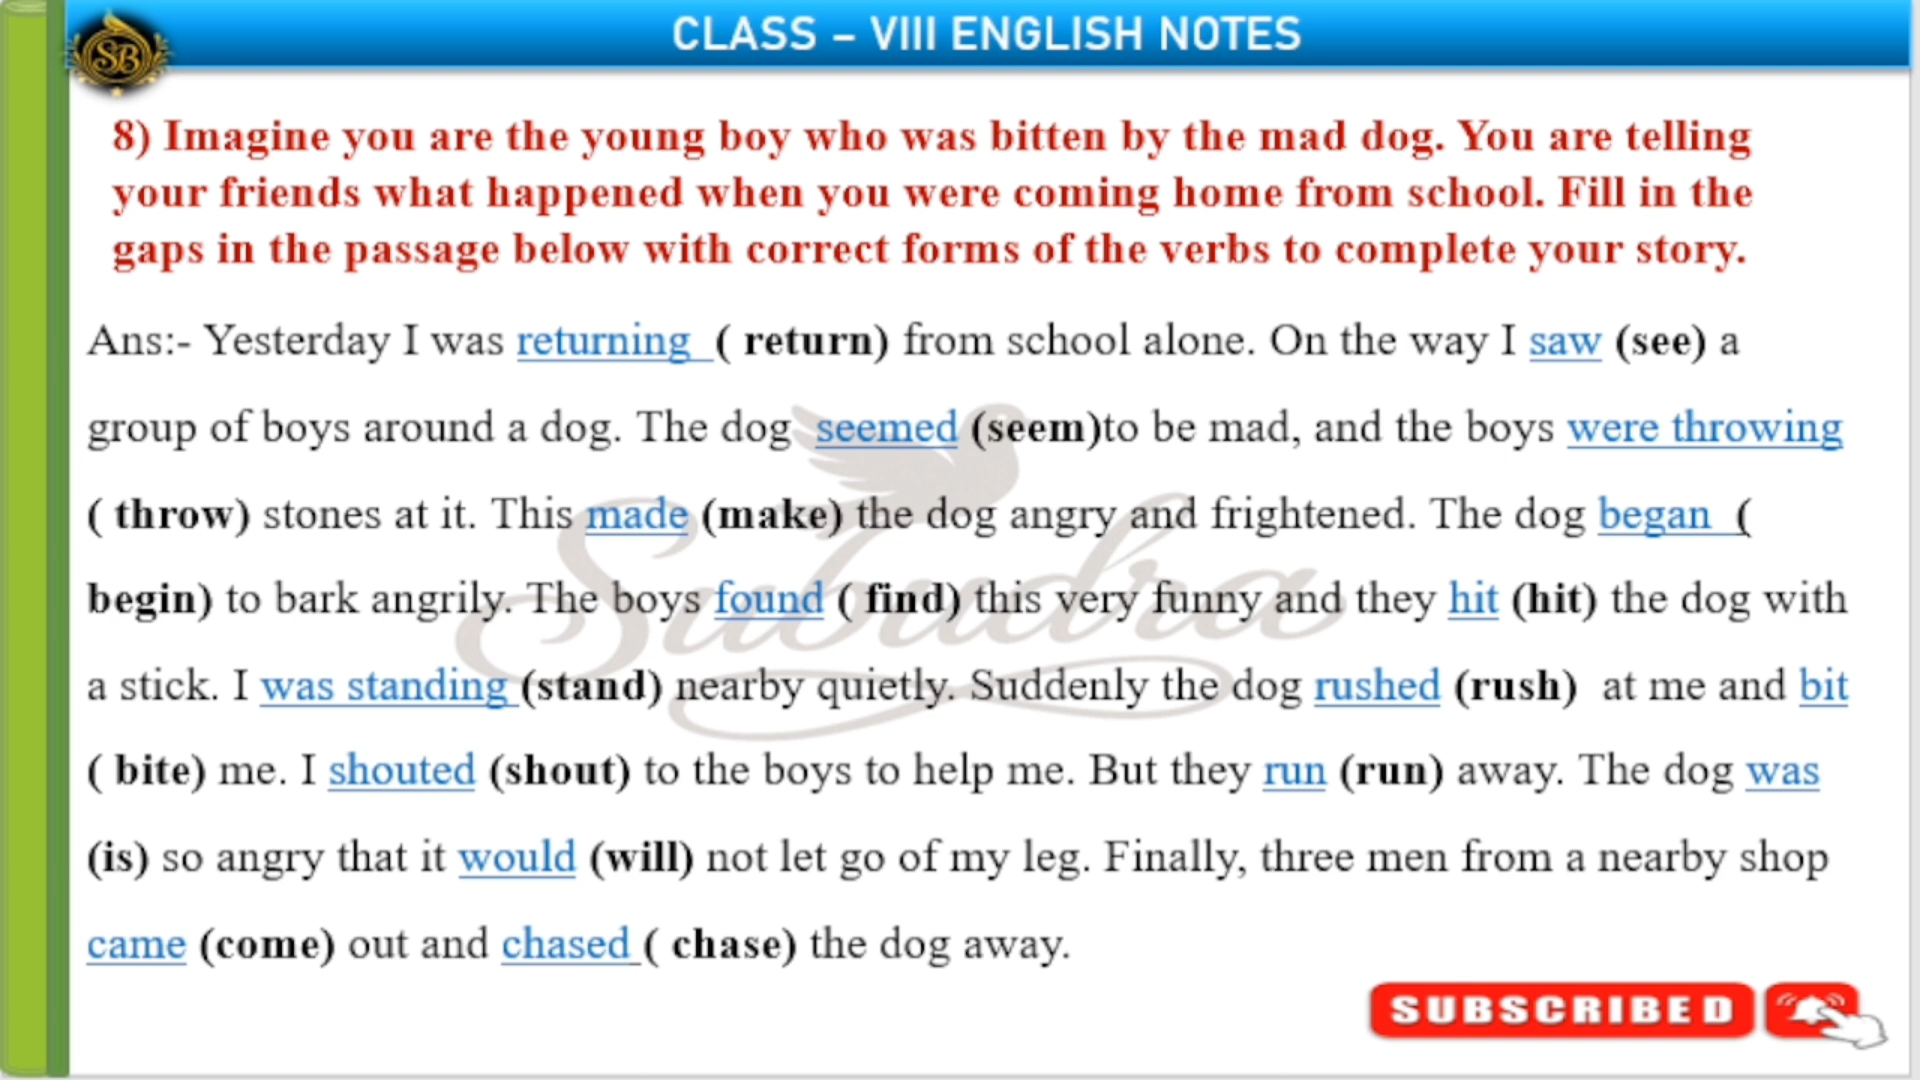 SB
CLASS – VIII ENGLISH NOTES
8) Imagine you are the young boy who was bitten by the mad dog. You are telling
your friends what happened when you were coming home from school. Fill in the
gaps in the passage below with correct forms of the verbs to complete your story.
Ans:- Yesterday I was returning ( return) from school alone. On the way I saw (see) a
group of boys around a dog. The dog seemed (seem)to be mad, and the boys were throwing
( throw) stones at it. This made (make) the dog angry and frightened. The dog began (
begin) to bark angrily. The boys found ( find) this very funny and they hit (hit) the dog with
a stick. I was standing (stand) nearby quietly. Suddenly the dog rushed (rush) at me and bit
( bite) me. I shouted (shout) to the boys to help me. But they run (run) away. The dog was
(is) so angry that it would (will) not let go of my leg. Finally, three men from a nearby shop
came (come) out and chased ( chase) the dog away.
Subudra
SUBSCRIBED